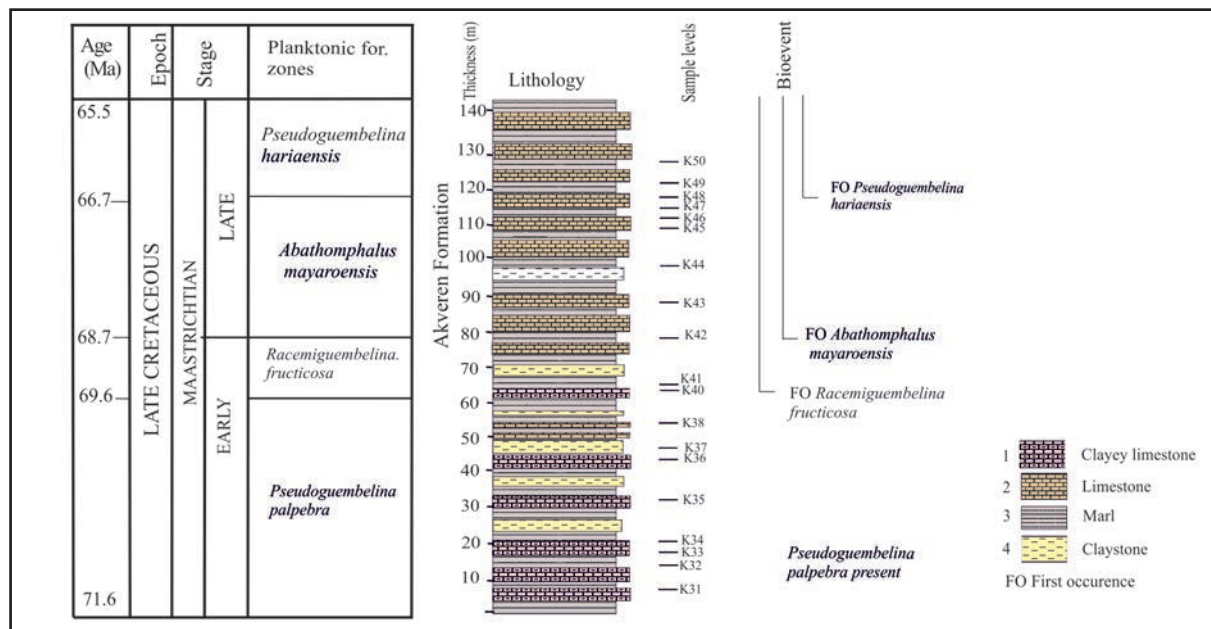 Age
(Ma)
Epoch
Stage
Planktonic for.
zones
65.5
66.7
68.7
69.6
71.6
LATE CRETACEOUS
MAASTRICHTIAN
LATE
EARLY
Pseudoguembelina
hariaensis
Abathomphalus
mayaroensis
Racemiguembelina.
fructicosa
Pseudoguembelina
palpebra
Akveren Formation
Thickness (m)
Lithology
140
130
120
110
100
90
80
70
60
50
40
30
20
10
Sample levels
K50
K49
K48
K47
K46
K45
K44
K43
K42
K41
K40
K38
K37
K36
K35
K34
K33
K32
K31
Bioevent
FO Pseudoguembelina
hariaensis
FO Abathomphalus
mayaroensis
FO Racemiguembelina
fructicosa
Pseudoguembelina
palpebra present
1 Clayey limestone
2 Limestone
3 Marl
4 Claystone
FO First occurence